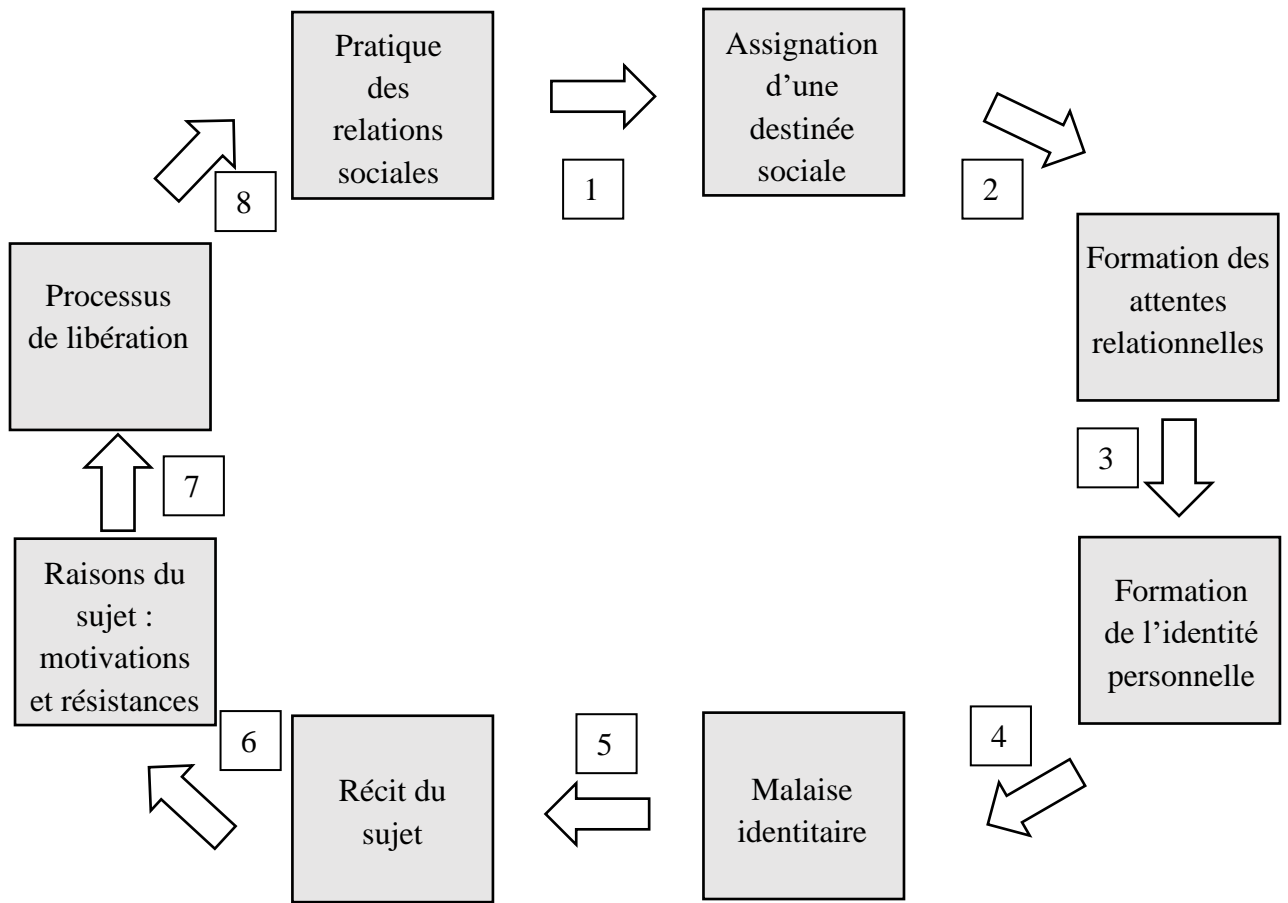 Pratique
des
relations
sociales
1
Assignation
d’une
destinée
sociale
2
Formation des
attentes
relationnelles
3
Formation
de l’identité
personnelle
4
Malaise
identitaire
5
Récit du
sujet
6
Raisons du
sujet :
motivations
et résistances
7
Processus
de libération
8